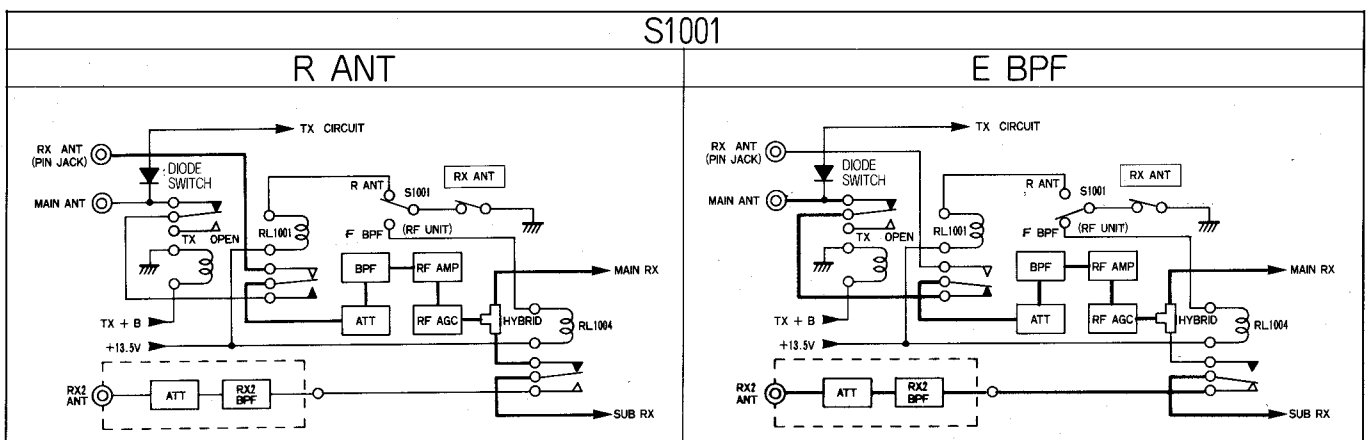 S1001
R ANT
E BPF
TX CIRCUIT
RX ANT
(PIN JACK)
DIODE
SWITCH
MAIN ANT
R ANT
S1001
RX ANT
TX OPEN
RL1001
F BPF
(RF UNIT)
BPF
RF AMP
MAIN RX
ATT
RF AGC
HYBRID
RL1004
TX + B
+13.5V
RX2
ANT
ATT
RX2
BPF
SUB RX
TX CIRCUIT
RX ANT
(PIN JACK)
DIODE
SWITCH
MAIN ANT
R ANT
S1001
RX ANT
TX OPEN
RL1001
F BPF
(RF UNIT)
BPF
RF AMP
MAIN RX
ATT
RF AGC
HYBRID
RL1004
TX + B
+13.5V
RX2
ANT
ATT
RX2
BPF
SUB RX